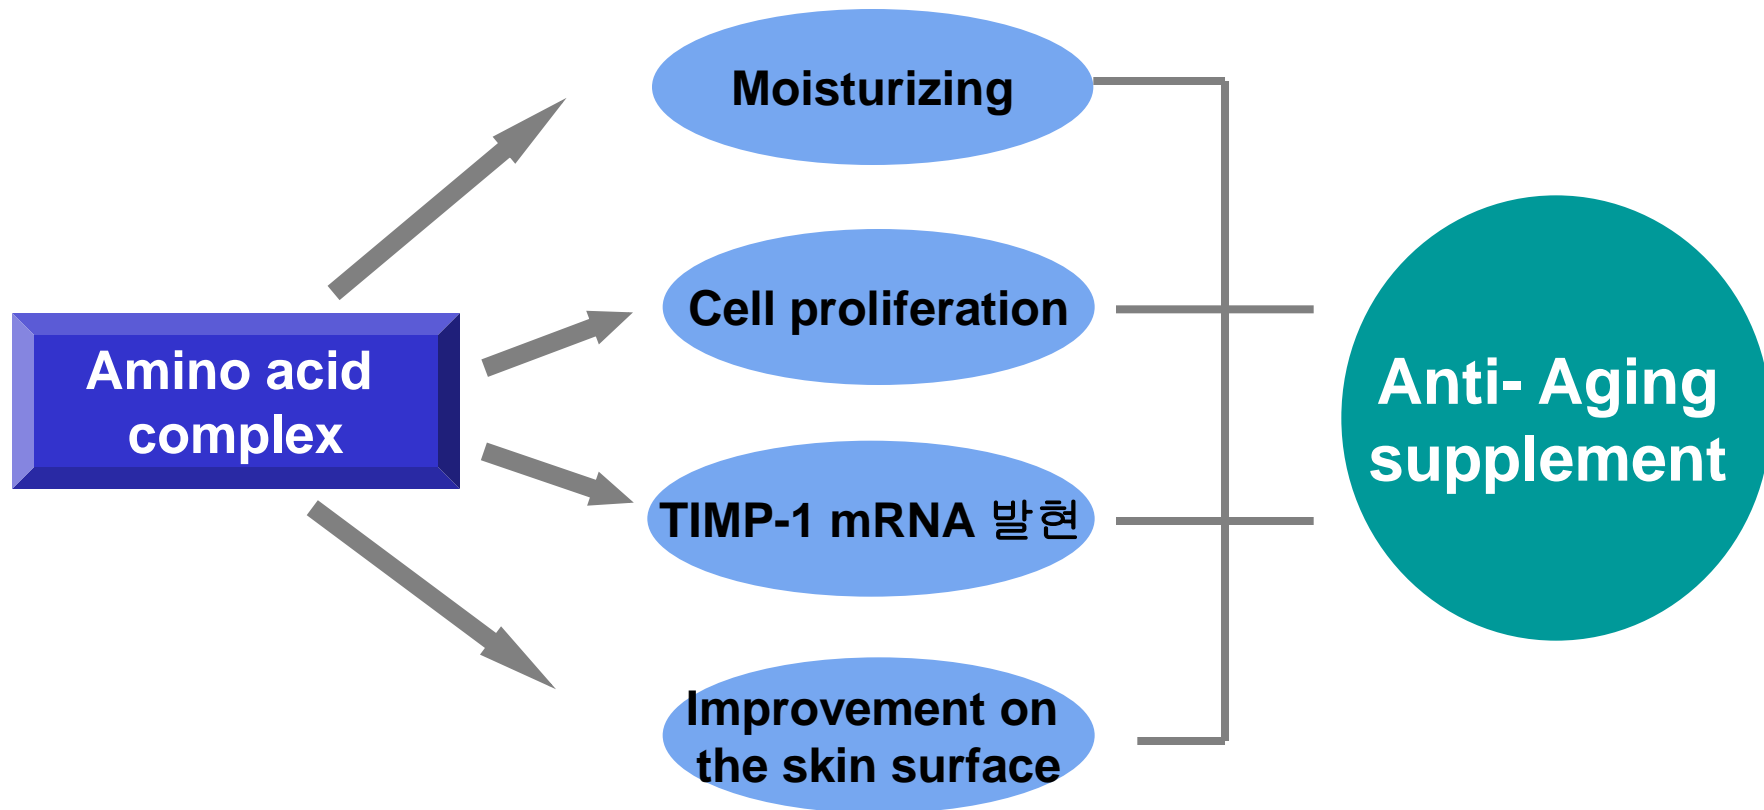 Moisturizing
Cell proliferation
Amino acid
complex
Anti- Aging
supplement
TIMP-1 mRNA 발현
Improvement on
the skin surface